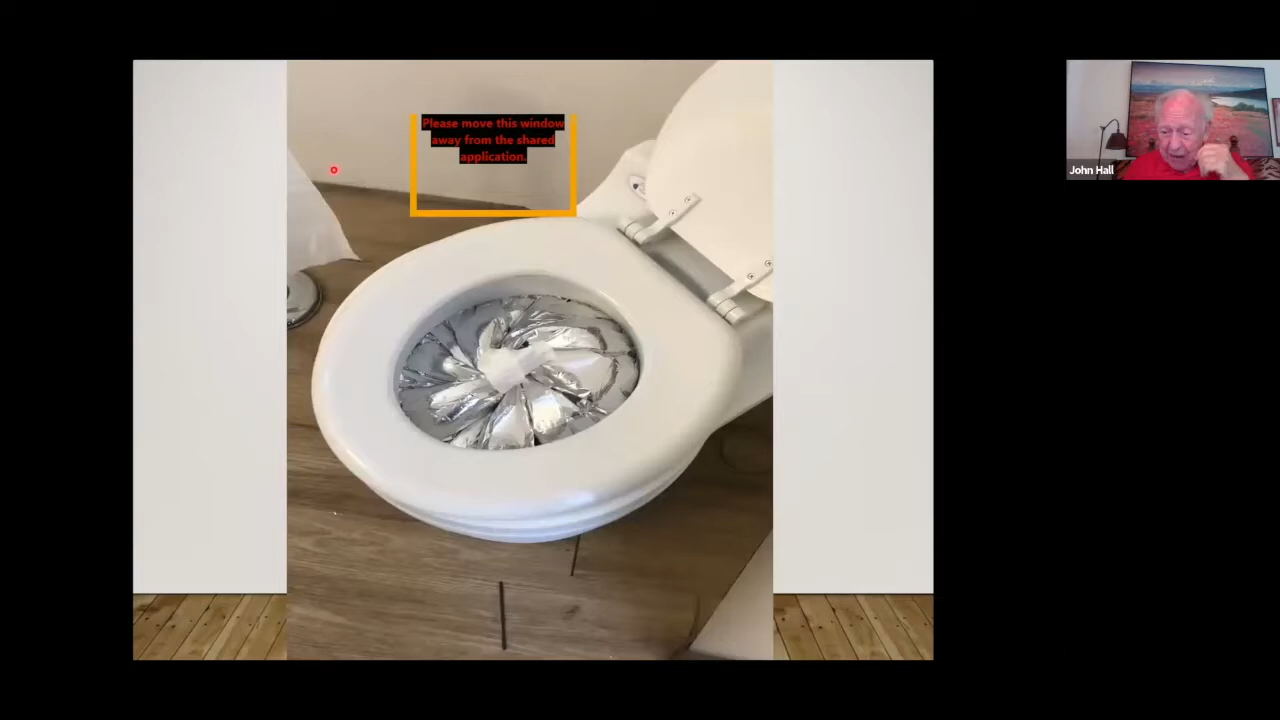 Please move this window
away from the shared
application.
John Hall